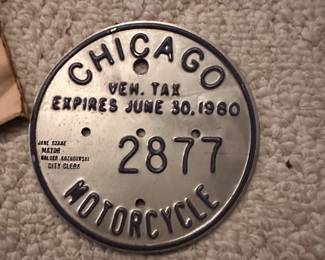 CHICAGO
VEH. TAX
EXPIRES JUNE 30, 1980
2877
MAYOR
CITY CLERK
MOTORCYCLE